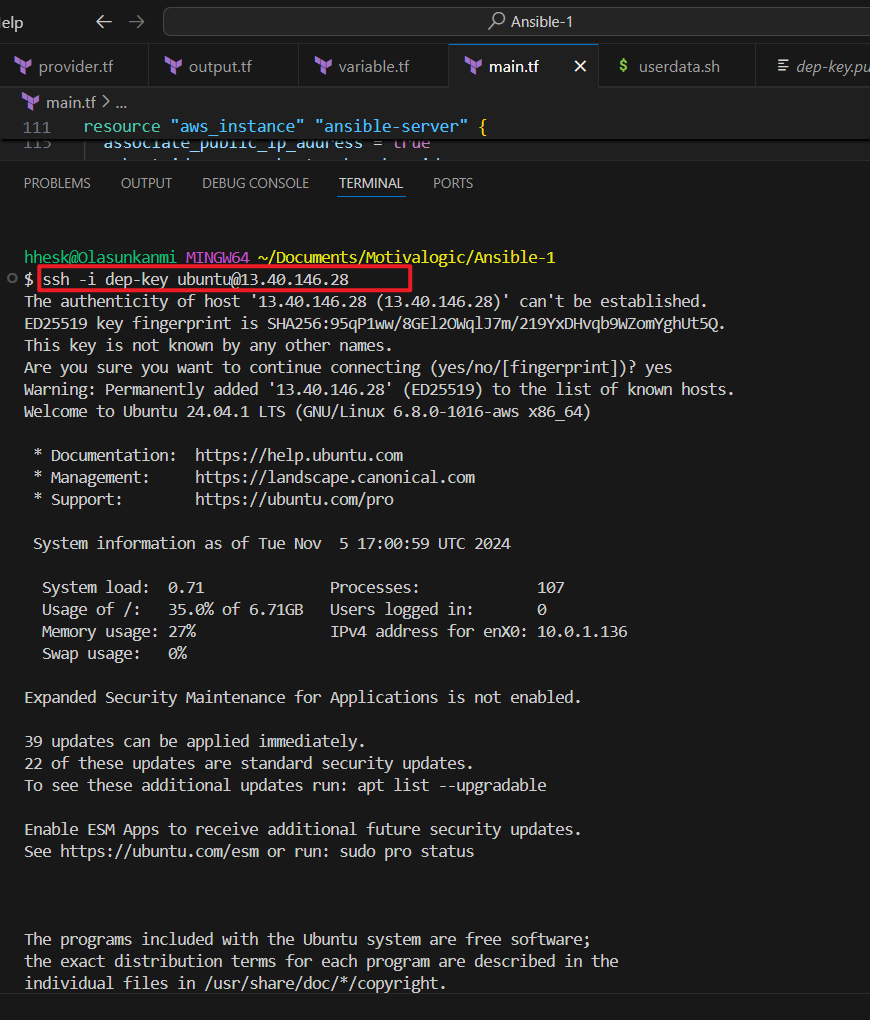 elp
Ansible-1
provider.tf output.tf variable.tf main.tf userdata.sh dep-key.pu
main.tf > ...
111 resource "aws_instance" "ansible-server" {
115 associate_public_ip_address = true
PROBLEMS OUTPUT DEBUG CONSOLE TERMINAL PORTS
hhesk@Olasunkanmi MINGW64 ~/Documents/Motivalogic/Ansible-1
$ ssh -i dep-key ubuntu@13.40.146.28
The authenticity of host '13.40.146.28 (13.40.146.28)' can't be established.
ED25519 key fingerprint is SHA256:95qP1ww/8GEl2OWqlJ7m/219YxDHvqb9WZomYghUt5Q.
This key is not known by any other names.
Are you sure you want to continue connecting (yes/no/[fingerprint])? yes
Warning: Permanently added '13.40.146.28' (ED25519) to the list of known hosts.
Welcome to Ubuntu 24.04.1 LTS (GNU/Linux 6.8.0-1016-aws x86_64)
* Documentation: https://help.ubuntu.com
* Management: https://landscape.canonical.com
* Support: https://ubuntu.com/pro
System information as of Tue Nov 5 17:00:59 UTC 2024
System load: 0.71 Processes: 107
Usage of /: 35.0% of 6.71GB Users logged in: 0
Memory usage: 27% IPv4 address for enX0: 10.0.1.136
Swap usage: 0%
Expanded Security Maintenance for Applications is not enabled.
39 updates can be applied immediately.
22 of these updates are standard security updates.
To see these additional updates run: apt list --upgradable
Enable ESM Apps to receive additional future security updates.
See https://ubuntu.com/esm or run: sudo pro status
The programs included with the Ubuntu system are free software;
the exact distribution terms for each program are described in the
individual files in /usr/share/doc/*/copyright.